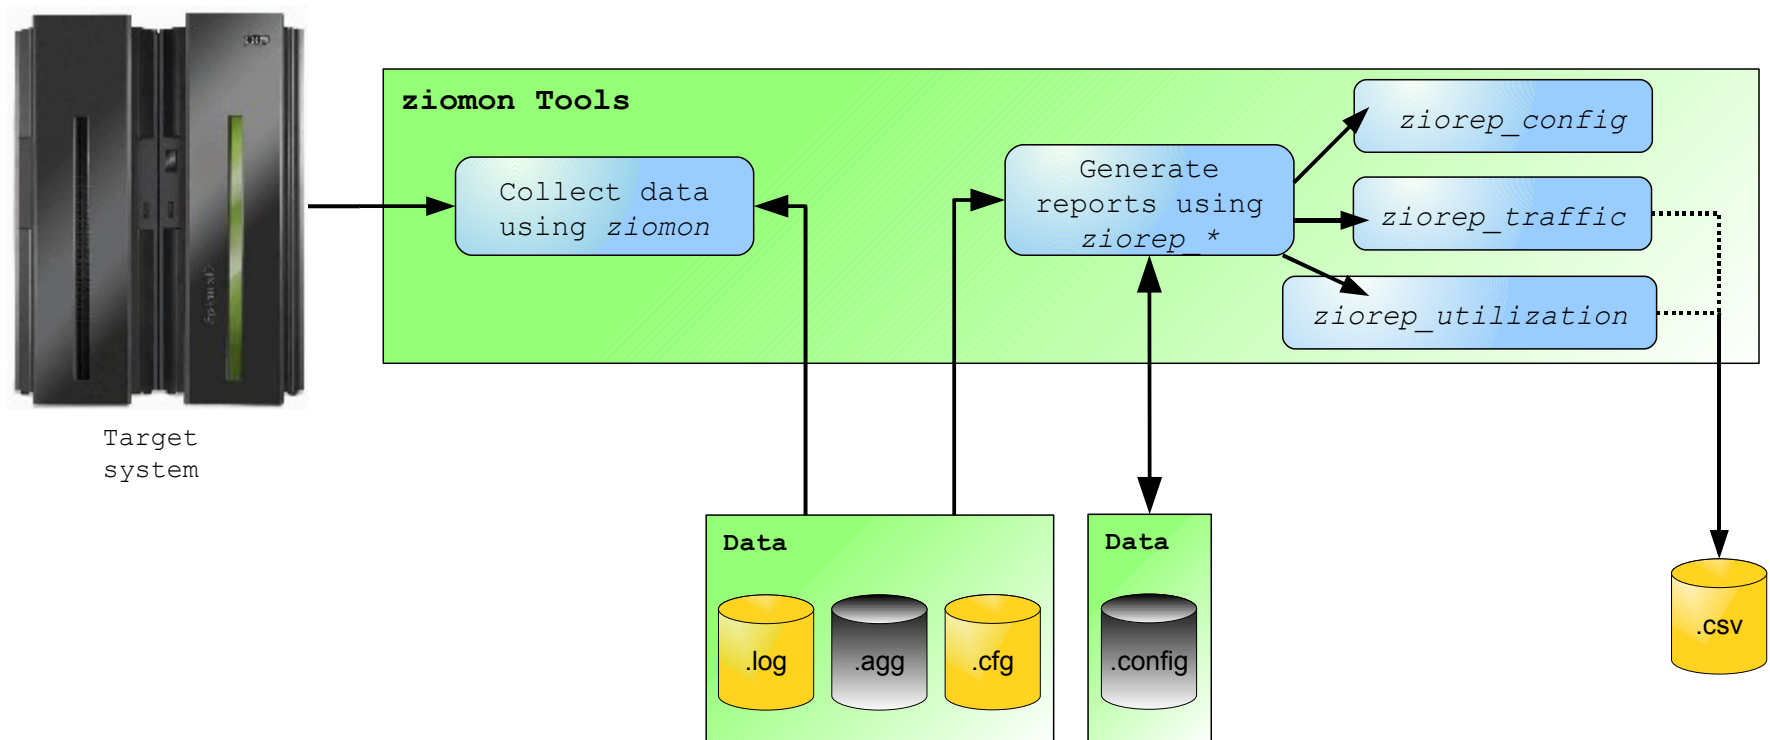 ziomon Tools
Collect data
using ziomon
Generate
reports using
ziorep_*
ziorep_config
ziorep_traffic
ziorep_utilization
Target
system
Data
.log
.agg
.cfg
Data
.config
.csv